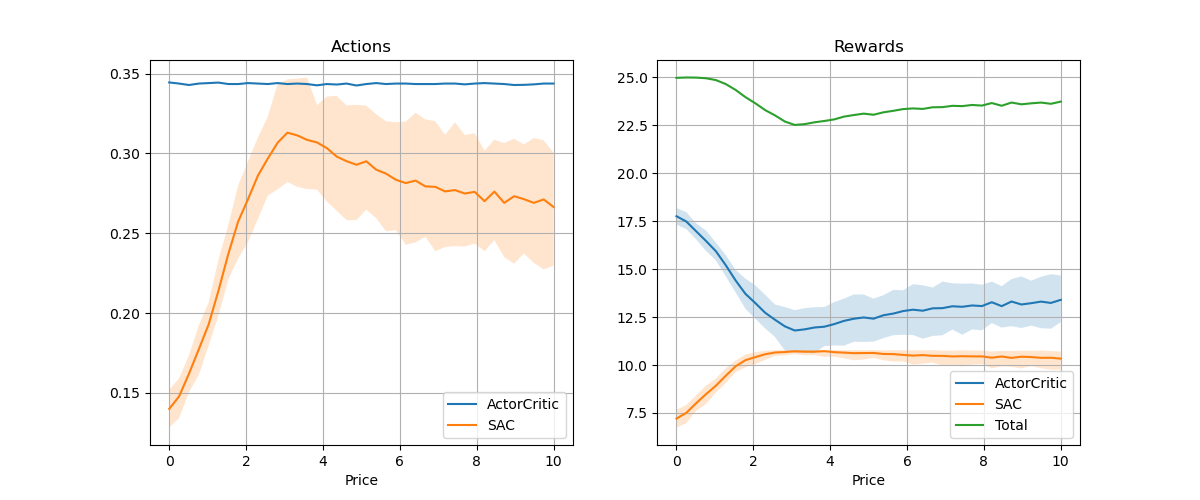 Actions
0.35
0.30
0.25
0.20
0.15
0 2 4 6 8 10
Price
ActorCritic
SAC
Rewards
25.0
22.5
20.0
17.5
15.0
12.5
10.0
7.5
0 2 4 6 8 10
Price
ActorCritic
SAC
Total